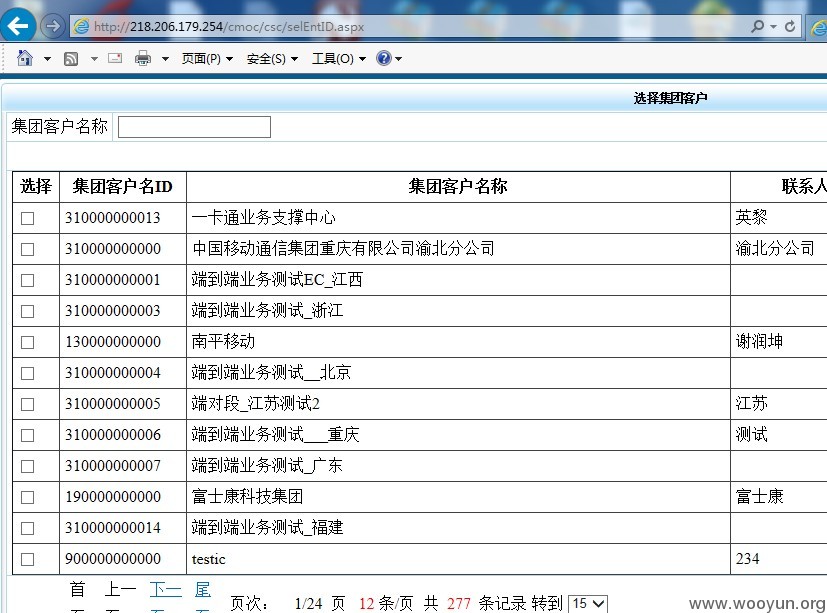 http://218.206.179.254/cmoc/csc/selEntID.aspx
页面(P) 安全(S) 工具(O)
选择集团客户
集团客户名称
选择 集团客户名ID 集团客户名称 联系人
310000000013 一卡通业务支撑中心 英黎
310000000000 中国移动通信集团重庆有限公司渝北分公司 渝北分公司
310000000001 端到端业务测试EC_江西
310000000003 端到端业务测试_浙江
130000000000 南平移动 谢润坤
310000000004 端到端业务测试__北京
310000000005 端对段_江苏测试2 江苏
310000000006 端到端业务测试___重庆 测试
310000000007 端到端业务测试_广东
190000000000 富士康科技集团 富士康
310000000014 端到端业务测试_福建
900000000000 testic 234
首 上一 下一 尾
页次： 1/24 页 12 条/页 共 277 条记录 转到 15
www.wooyun.org